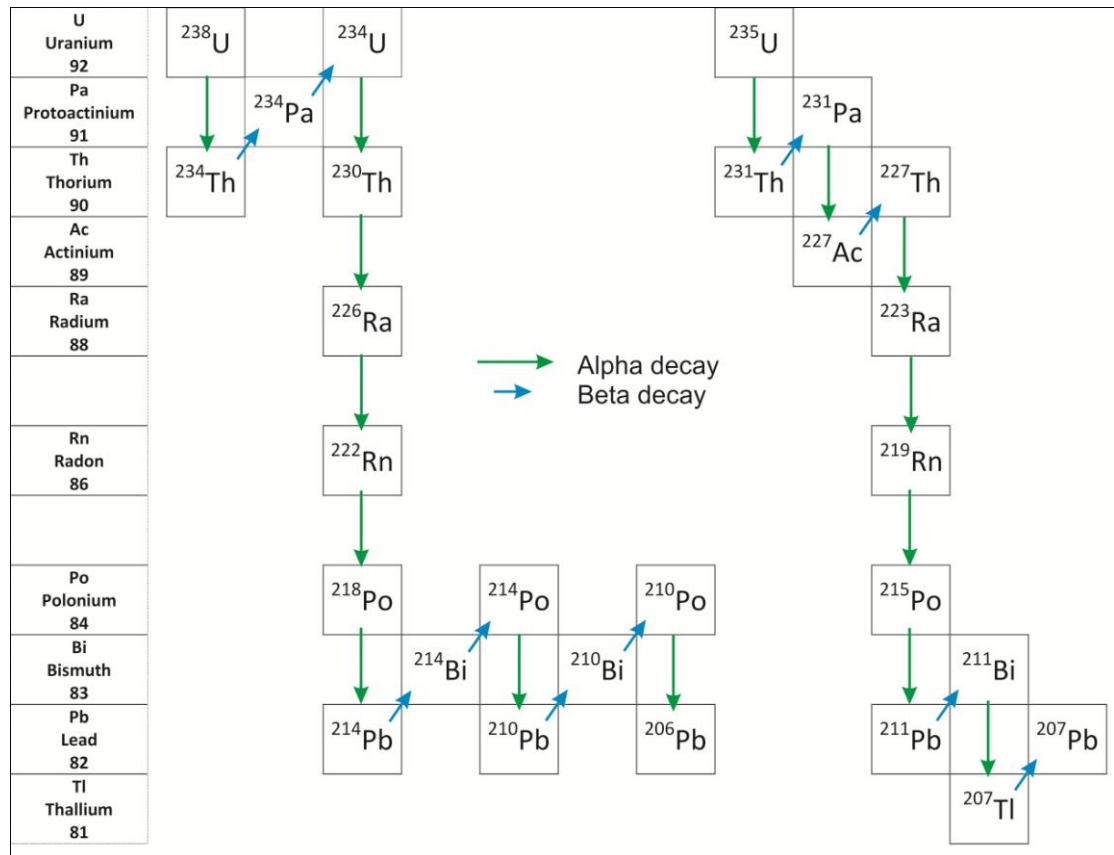 U
Uranium
92
²³⁸U
²³⁴U
²³⁵U
Pa
Protoactinium
91
²³⁴Pa
²³¹Pa
Th
Thorium
90
²³⁴Th
²³⁰Th
²³¹Th
²²⁷Th
Ac
Actinium
89
²²⁷Ac
Ra
Radium
88
²²⁶Ra
²²³Ra
Alpha decay
Beta decay
Rn
Radon
86
²²²Rn
²¹⁹Rn
Po
Polonium
84
²¹⁸Po
²¹⁴Po
²¹⁰Po
²¹⁵Po
Bi
Bismuth
83
²¹⁴Bi
²¹⁰Bi
²¹¹Bi
Pb
Lead
82
²¹⁴Pb
²¹⁰Pb
²⁰⁶Pb
²¹¹Pb
²⁰⁷Pb
Tl
Thallium
81
²⁰⁷Tl